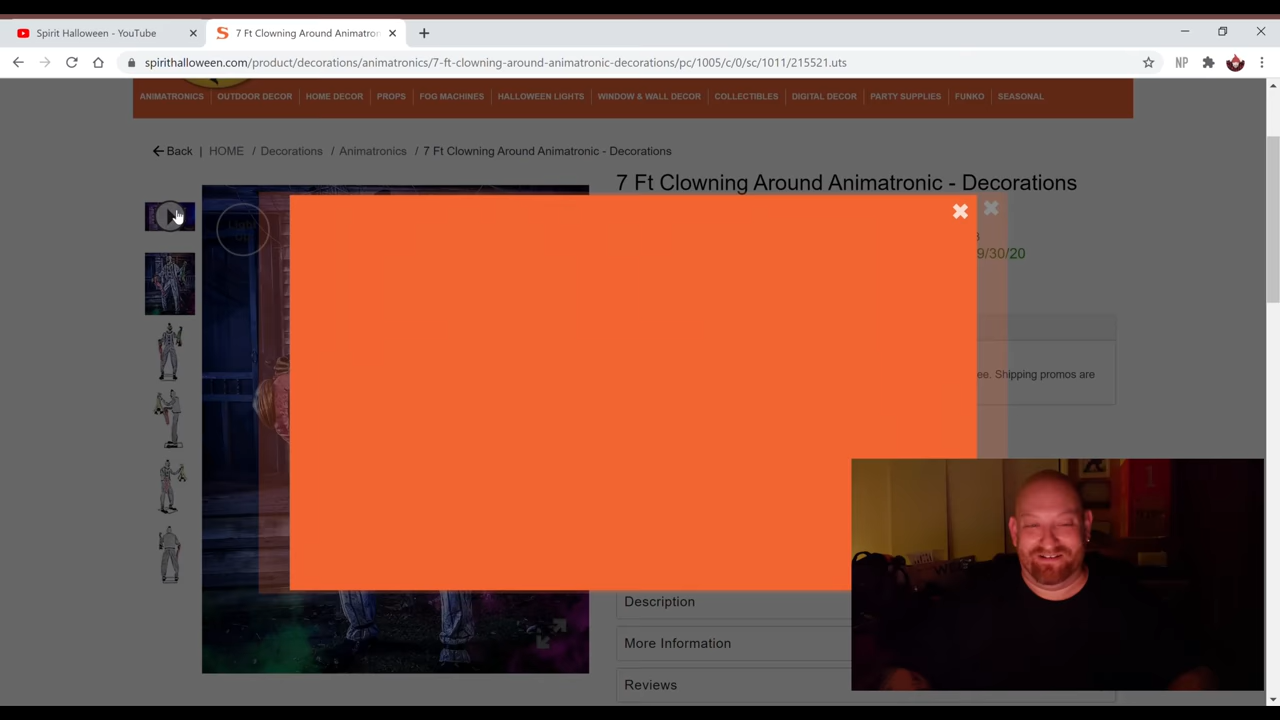 Spirit Halloween - YouTube
7 Ft Clowning Around Animatron
spirithalloween.com/product/decorations/animatronics/7-ft-clowning-around-animatronic-decorations/pc/1005/c/0/sc/1011/215521.uts
NP
ANIMATRONICS OUTDOOR DECOR HOME DECOR PROPS FOG MACHINES HALLOWEEN LIGHTS WINDOW & WALL DECOR COLLECTIBLES DIGITAL DECOR PARTY SUPPLIES FUNKO SEASONAL
Back | HOME / Decorations / Animatronics / 7 Ft Clowning Around Animatronic - Decorations
7 Ft Clowning Around Animatronic - Decorations
9/30/20
ee. Shipping promos are
Description
More Information
Reviews